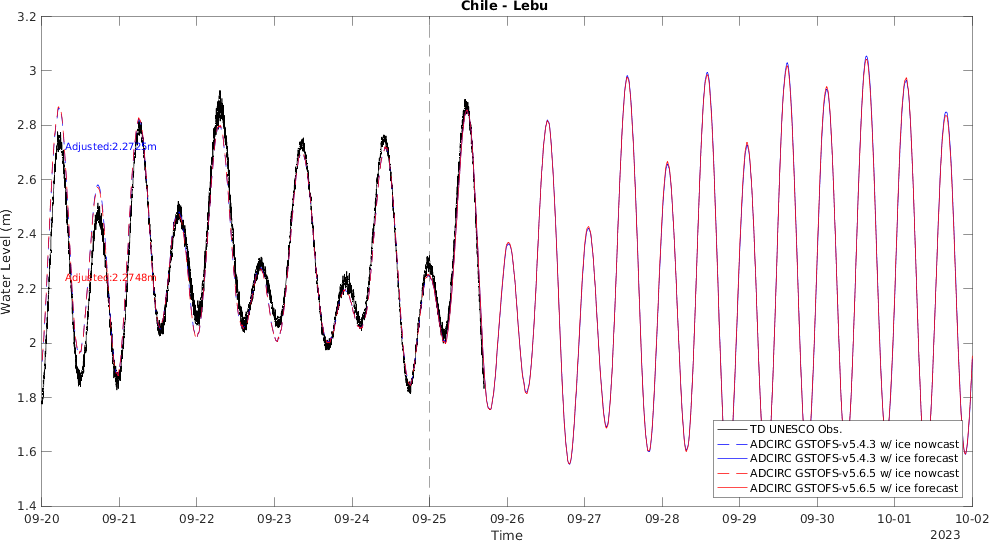 Chile - Lebu
3.2
3
2.8
2.6
2.4
2.2
2
1.8
1.6
1.4
Water Level (m)
Adjusted:2.2725m
Adjusted:2.2748m
TD UNESCO Obs.
ADCIRC GSTOFS-v5.4.3 w/ ice nowcast
ADCIRC GSTOFS-v5.4.3 w/ ice forecast
ADCIRC GSTOFS-v5.6.5 w/ ice nowcast
ADCIRC GSTOFS-v5.6.5 w/ ice forecast
09-20 09-21 09-22 09-23 09-24 09-25 09-26 09-27 09-28 09-29 09-30 10-01 10-02
Time
2023